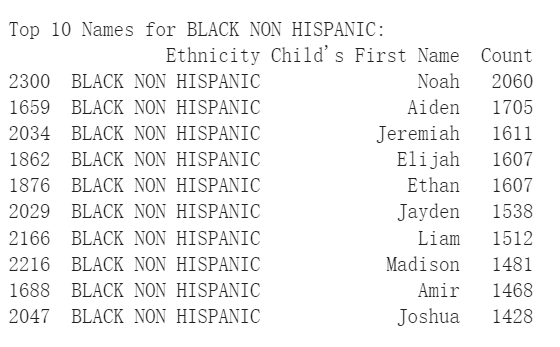 Top 10 Names for BLACK NON HISPANIC:
Ethnicity Child's First Name Count
2300 BLACK NON HISPANIC Noah 2060
1659 BLACK NON HISPANIC Aiden 1705
2034 BLACK NON HISPANIC Jeremiah 1611
1862 BLACK NON HISPANIC Elijah 1607
1876 BLACK NON HISPANIC Ethan 1607
2029 BLACK NON HISPANIC Jayden 1538
2166 BLACK NON HISPANIC Liam 1512
2216 BLACK NON HISPANIC Madison 1481
1688 BLACK NON HISPANIC Amir 1468
2047 BLACK NON HISPANIC Joshua 1428